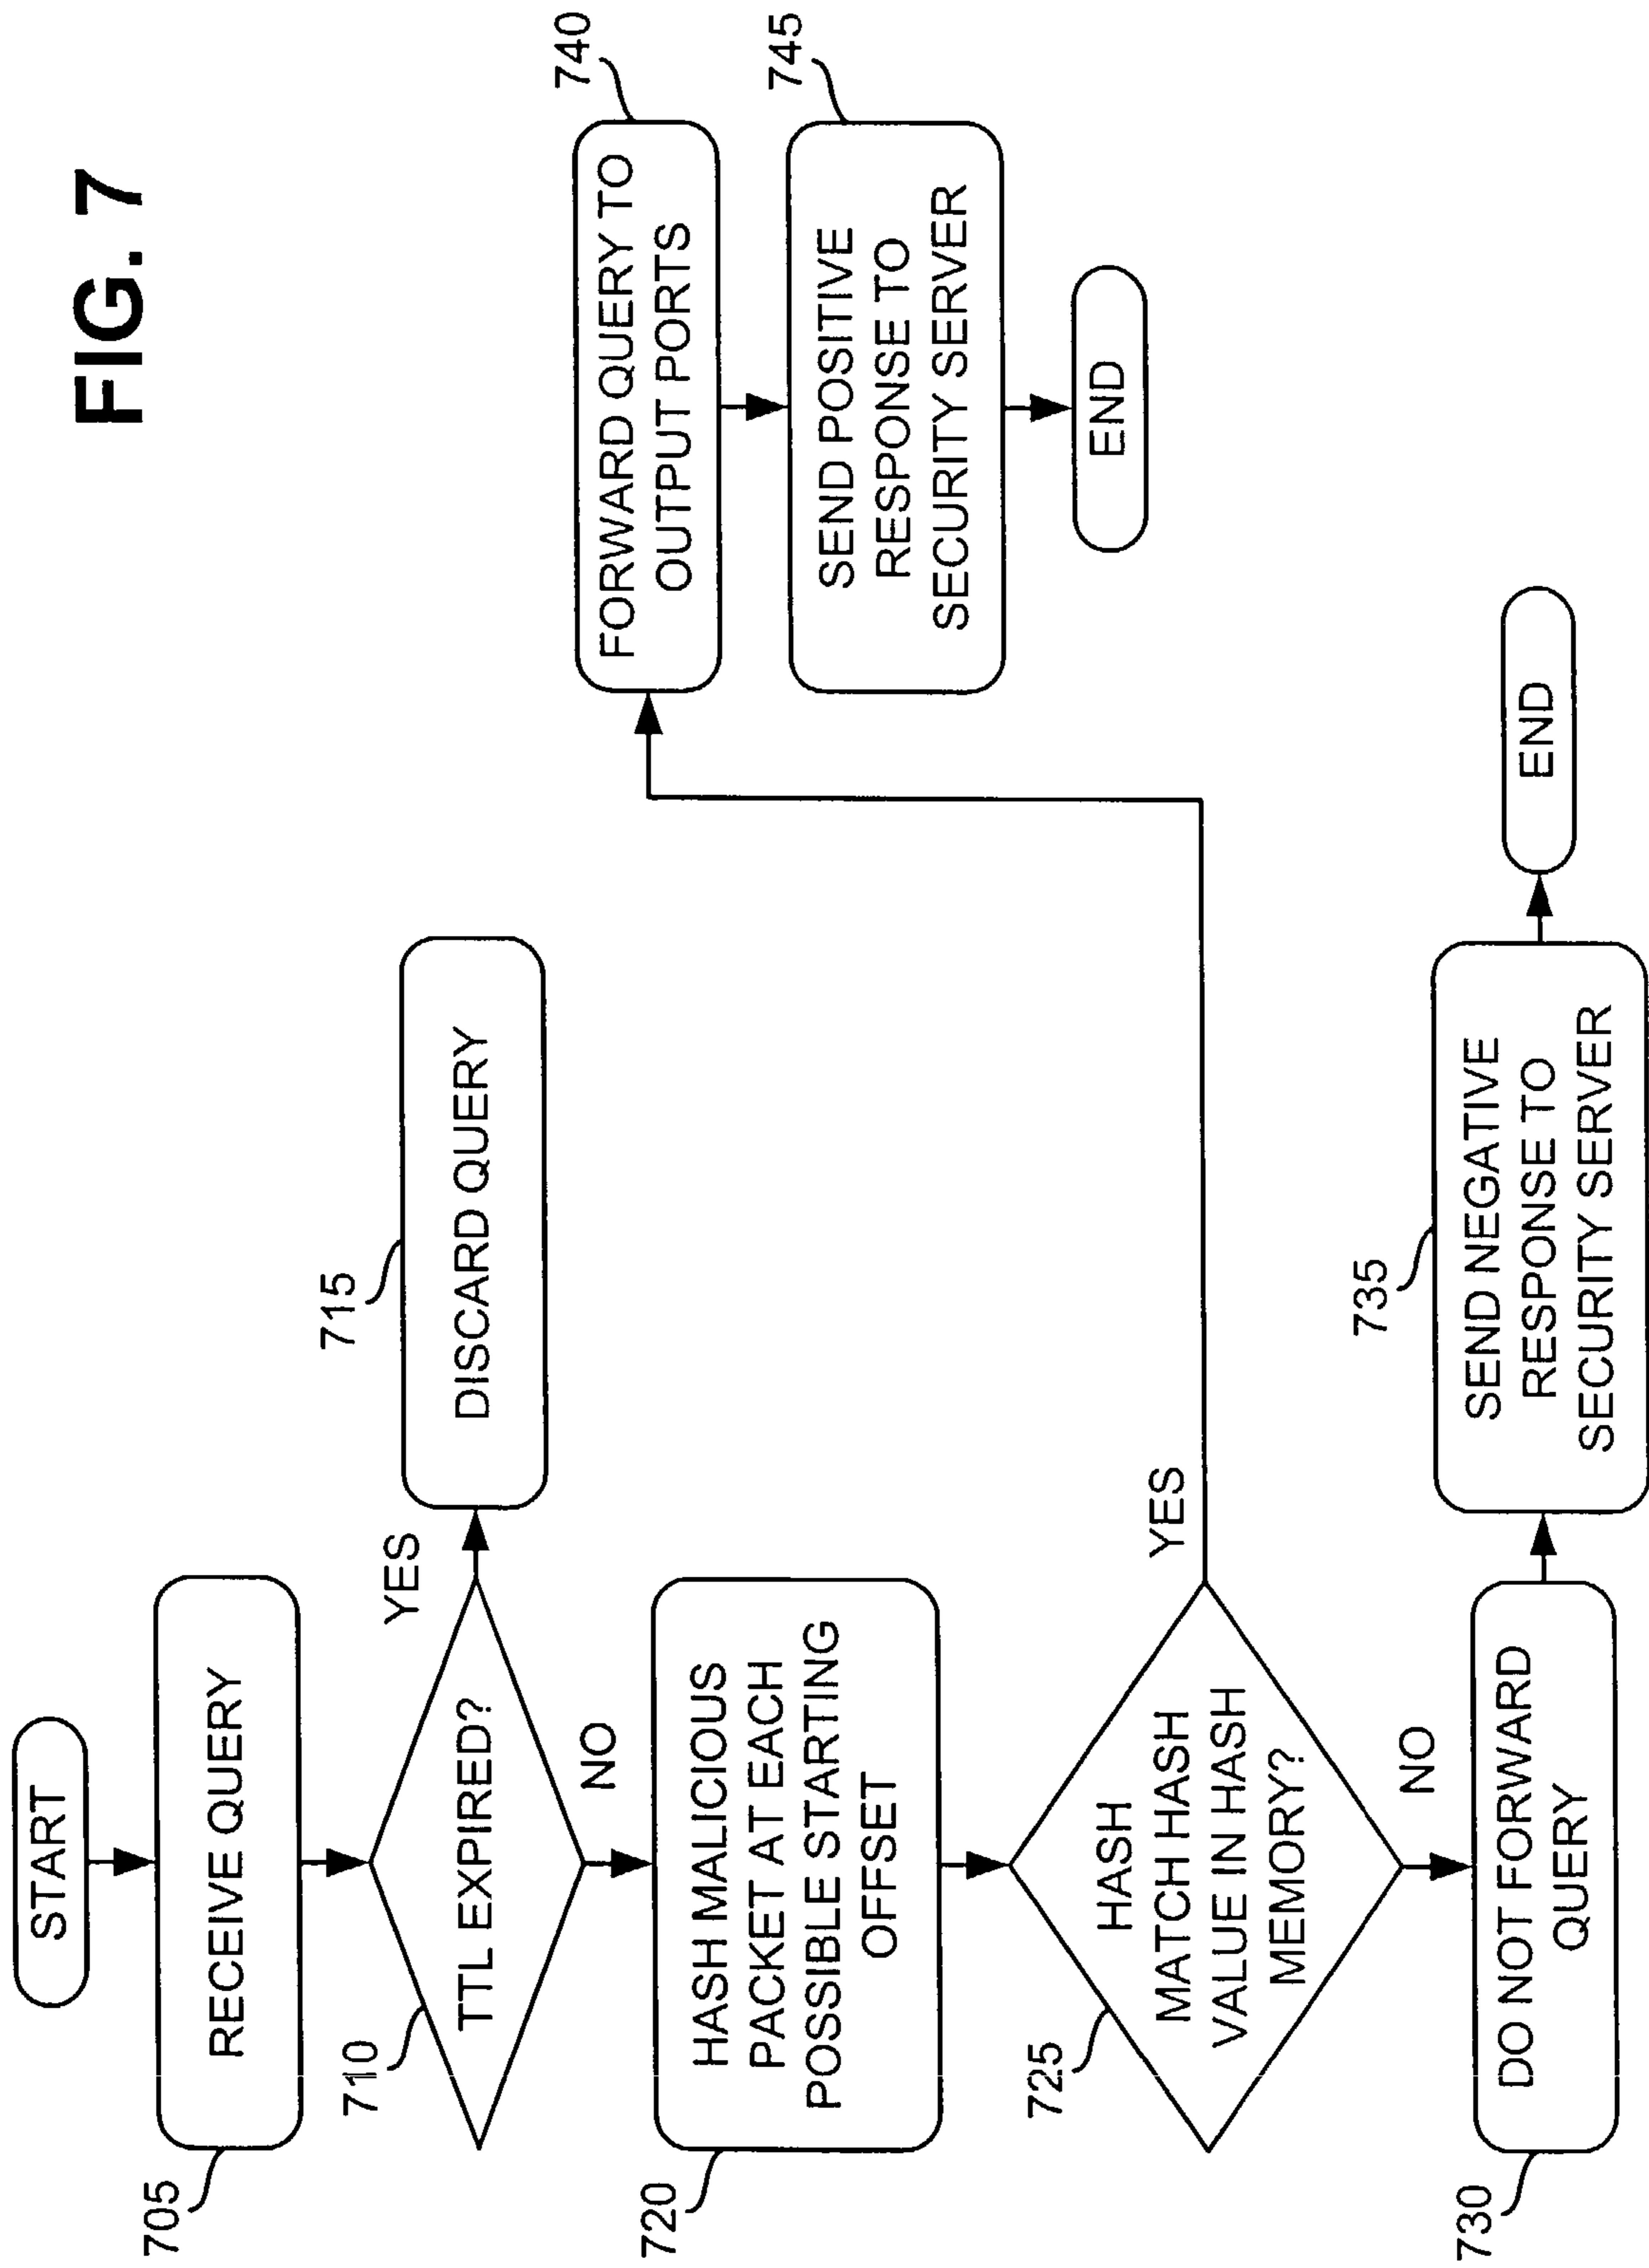 FIG. 7
START
705
RECEIVE QUERY
710
TTL EXPIRED?
YES
715
DISCARD QUERY
NO
720
HASH MALICIOUS
PACKET AT EACH
POSSIBLE STARTING
OFFSET
725
HASH
MATCH HASH
VALUE IN HASH
MEMORY?
YES
NO
730
DO NOT FORWARD
QUERY
735
SEND NEGATIVE
RESPONSE TO
SECURITY SERVER
END
740
FORWARD QUERY TO
OUTPUT PORTS
745
SEND POSITIVE
RESPONSE TO
SECURITY SERVER
END